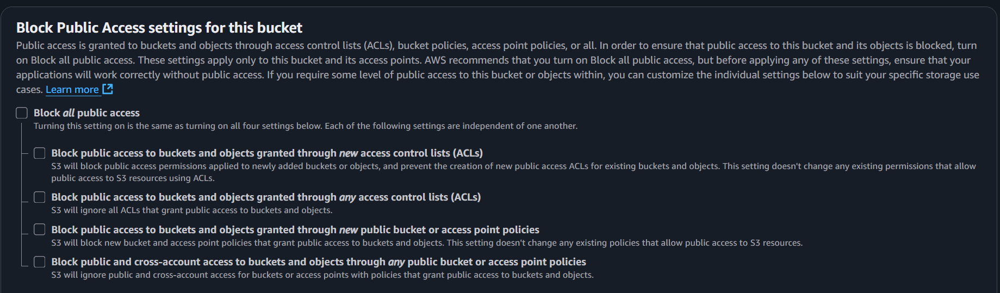 Block Public Access settings for this bucket
Public access is granted to buckets and objects through access control lists (ACLs), bucket policies, access point policies, or all. In order to ensure that public access to this bucket and its objects is blocked, turn
on Block all public access. These settings apply only to this bucket and its access points. AWS recommends that you turn on Block all public access, but before applying any of these settings, ensure that your
applications will work correctly without public access. If you require some level of public access to this bucket or objects within, you can customize the individual settings below to suit your specific storage use
cases. Learn more
Block all public access
Turning this setting on is the same as turning on all four settings below. Each of the following settings are independent of one another.
Block public access to buckets and objects granted through new access control lists (ACLs)
S3 will block public access permissions applied to newly added buckets or objects, and prevent the creation of new public access ACLs for existing buckets and objects. This setting doesn't change any existing permissions that allow
public access to S3 resources using ACLs.
Block public access to buckets and objects granted through any access control lists (ACLs)
S3 will ignore all ACLs that grant public access to buckets and objects.
Block public access to buckets and objects granted through new public bucket or access point policies
S3 will block new bucket and access point policies that grant public access to buckets and objects. This setting doesn't change any existing policies that allow public access to S3 resources.
Block public and cross-account access to buckets and objects through any public bucket or access point policies
S3 will ignore public and cross-account access for buckets or access points with policies that grant public access to buckets and objects.